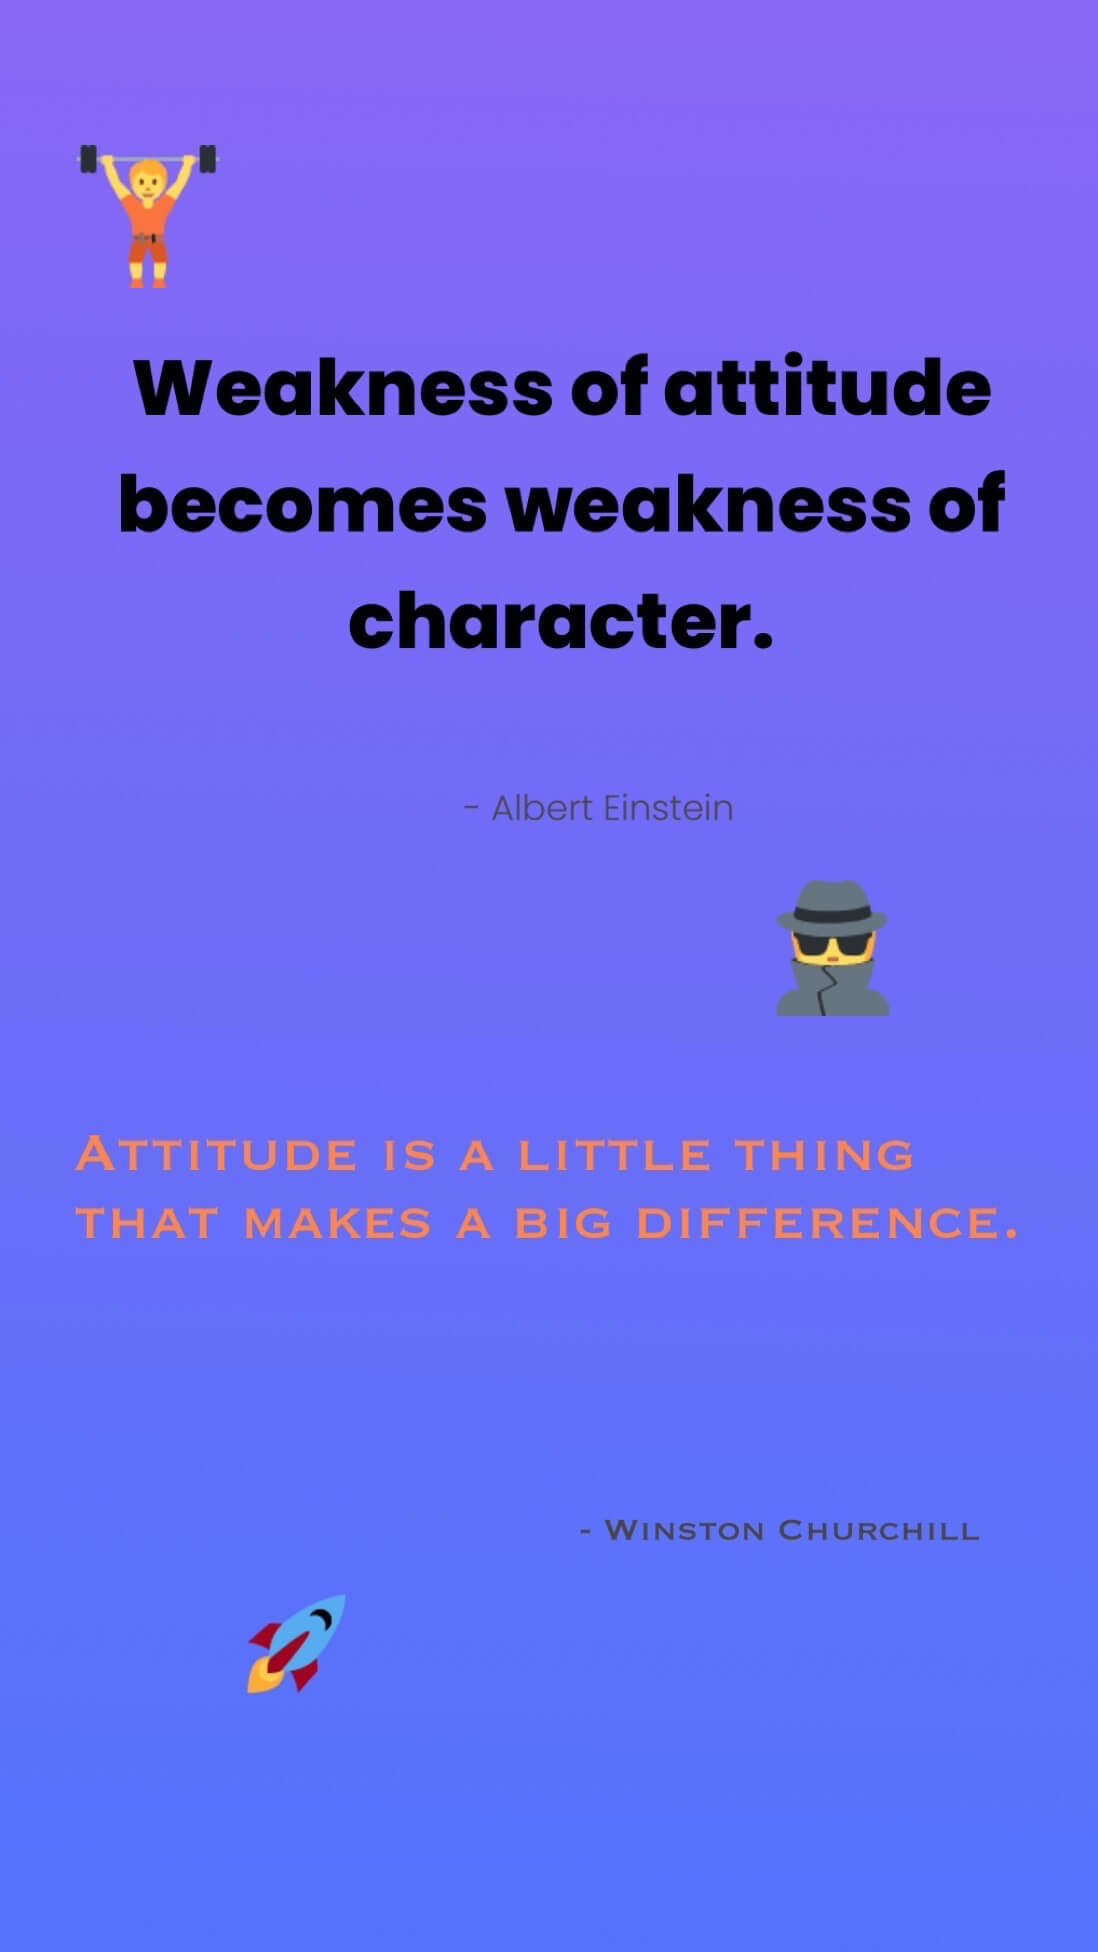 Weakness of attitude
becomes weakness of
character.
- Albert Einstein
Attitude is a little thing
that makes a big difference.
- Winston Churchill